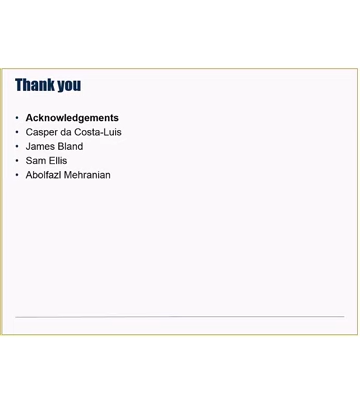 Thank you
• Acknowledgements
• Casper da Costa-Luis
• James Bland
• Sam Ellis
• Abolfazl Mehranian